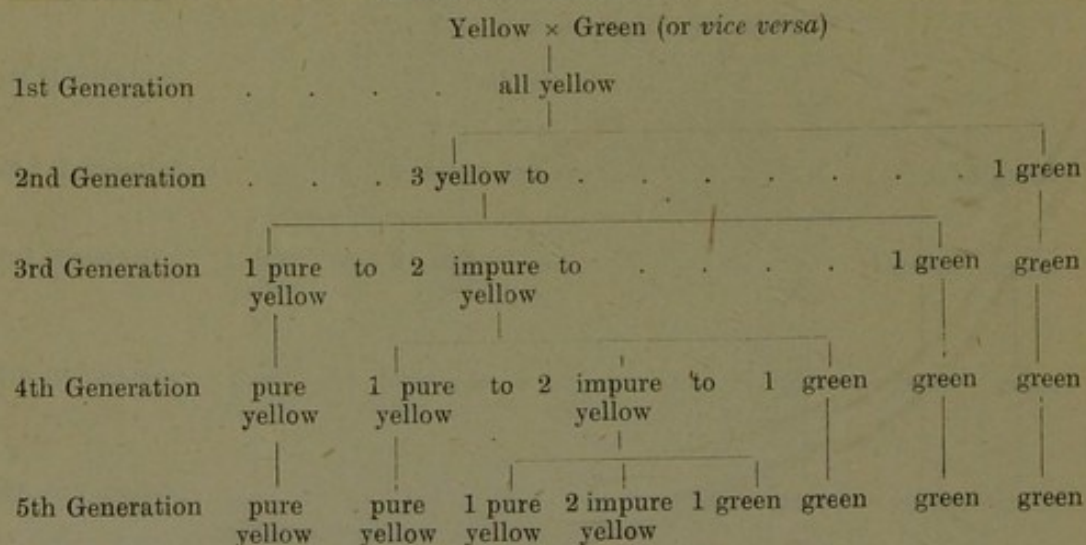 Yellow × Green (or vice versa)
1st Generation . . . . all yellow
2nd Generation . . . 3 yellow to . . . . . . . 1 green
3rd Generation 1 pure to 2 impure to . . . . 1 green green
yellow yellow
4th Generation pure 1 pure to 2 impure to 1 green green green
yellow yellow yellow
5th Generation pure pure 1 pure 2 impure 1 green green green green
yellow yellow yellow yellow